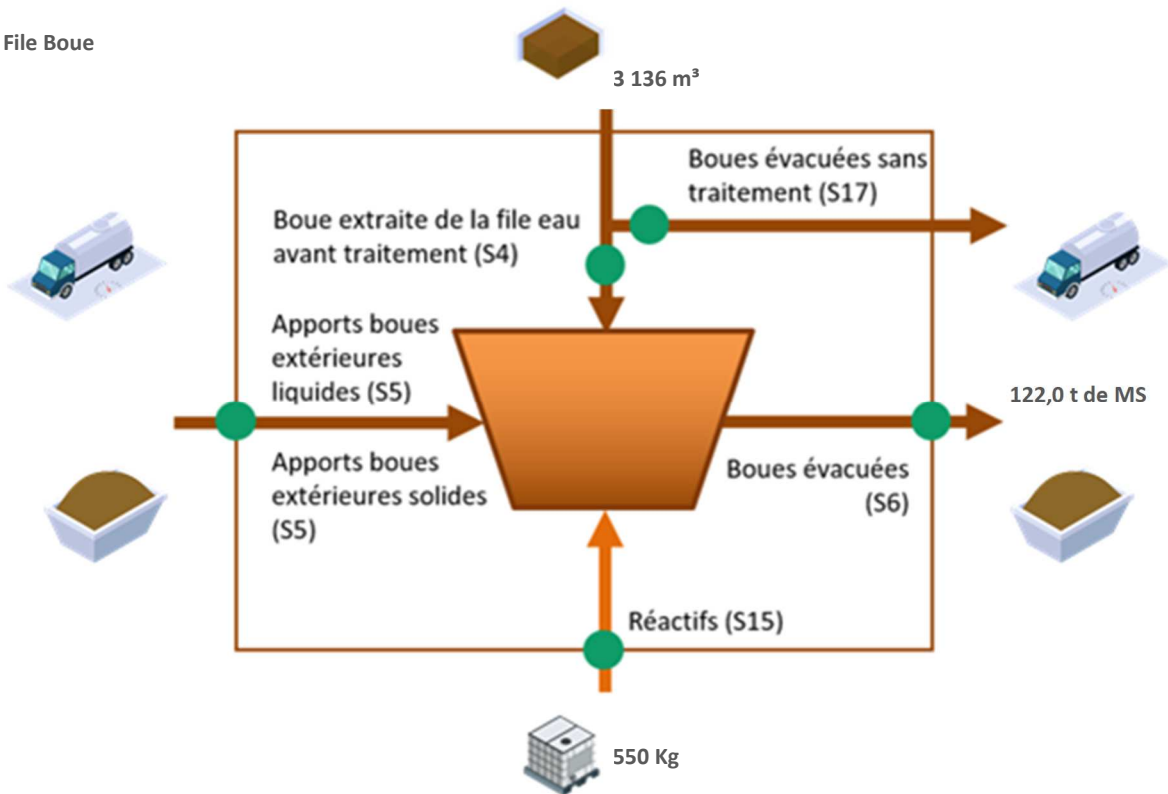 File Boue
3 136 m³
Boues évacuées sans
traitement (S17)
Boue extraite de la file eau
avant traitement (S4)
Apports boues
extérieures
liquides (S5)
122,0 t de MS
Apports boues
extérieures solides
(S5)
Boues évacuées
(S6)
Réactifs (S15)
550 Kg